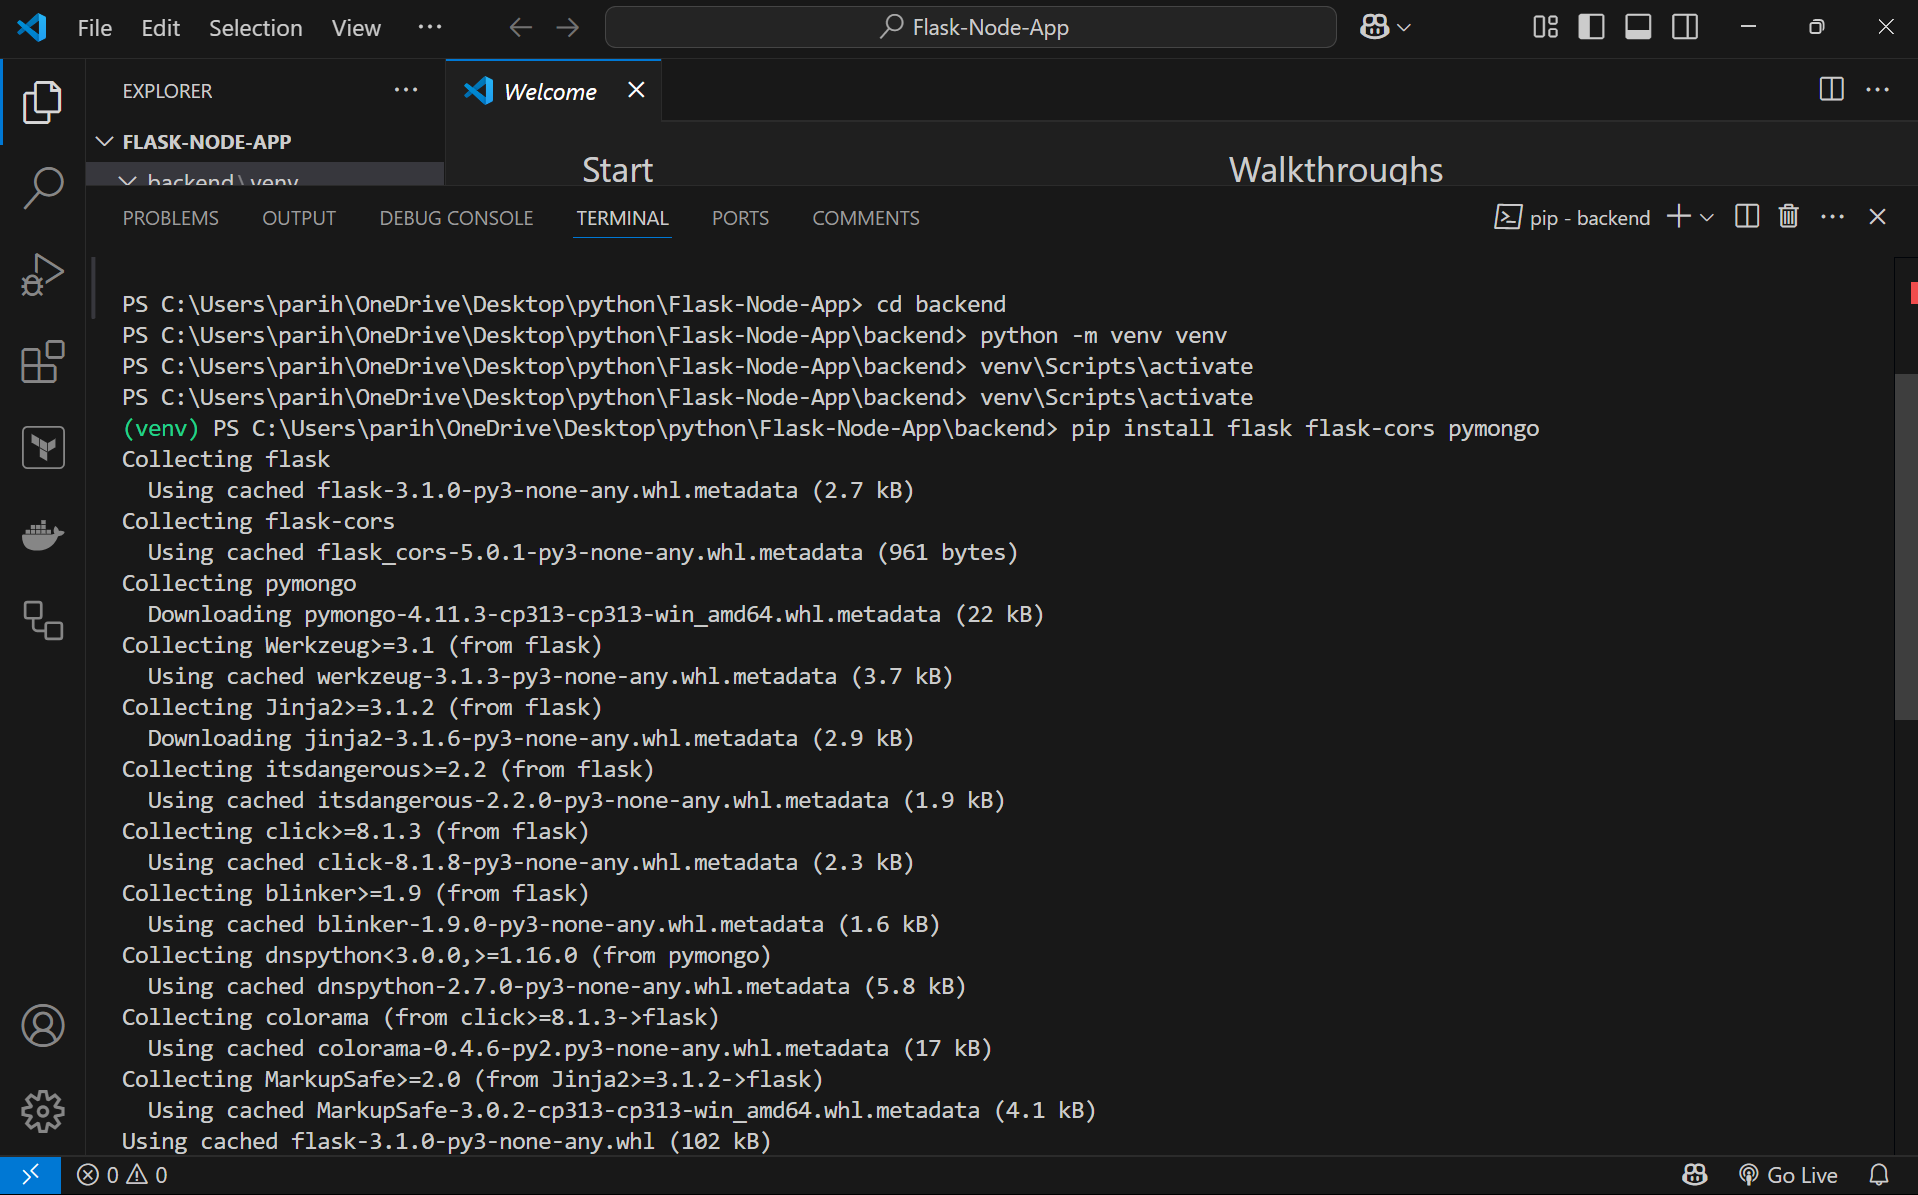 File Edit Selection View ··· Flask-Node-App
EXPLORER ··· Welcome
FLASK-NODE-APP
backend\venv
Start Walkthroughs
PROBLEMS OUTPUT DEBUG CONSOLE TERMINAL PORTS COMMENTS pip - backend
PS C:\Users\parih\OneDrive\Desktop\python\Flask-Node-App> cd backend
PS C:\Users\parih\OneDrive\Desktop\python\Flask-Node-App\backend> python -m venv venv
PS C:\Users\parih\OneDrive\Desktop\python\Flask-Node-App\backend> venv\Scripts\activate
PS C:\Users\parih\OneDrive\Desktop\python\Flask-Node-App\backend> venv\Scripts\activate
(venv) PS C:\Users\parih\OneDrive\Desktop\python\Flask-Node-App\backend> pip install flask flask-cors pymongo
Collecting flask
  Using cached flask-3.1.0-py3-none-any.whl.metadata (2.7 kB)
Collecting flask-cors
  Using cached flask_cors-5.0.1-py3-none-any.whl.metadata (961 bytes)
Collecting pymongo
  Downloading pymongo-4.11.3-cp313-cp313-win_amd64.whl.metadata (22 kB)
Collecting Werkzeug>=3.1 (from flask)
  Using cached werkzeug-3.1.3-py3-none-any.whl.metadata (3.7 kB)
Collecting Jinja2>=3.1.2 (from flask)
  Downloading jinja2-3.1.6-py3-none-any.whl.metadata (2.9 kB)
Collecting itsdangerous>=2.2 (from flask)
  Using cached itsdangerous-2.2.0-py3-none-any.whl.metadata (1.9 kB)
Collecting click>=8.1.3 (from flask)
  Using cached click-8.1.8-py3-none-any.whl.metadata (2.3 kB)
Collecting blinker>=1.9 (from flask)
  Using cached blinker-1.9.0-py3-none-any.whl.metadata (1.6 kB)
Collecting dnspython<3.0.0,>=1.16.0 (from pymongo)
  Using cached dnspython-2.7.0-py3-none-any.whl.metadata (5.8 kB)
Collecting colorama (from click>=8.1.3->flask)
  Using cached colorama-0.4.6-py2.py3-none-any.whl.metadata (17 kB)
Collecting MarkupSafe>=2.0 (from Jinja2>=3.1.2->flask)
  Using cached MarkupSafe-3.0.2-cp313-cp313-win_amd64.whl.metadata (4.1 kB)
Using cached flask-3.1.0-py3-none-any.whl (102 kB)
0 0 Go Live